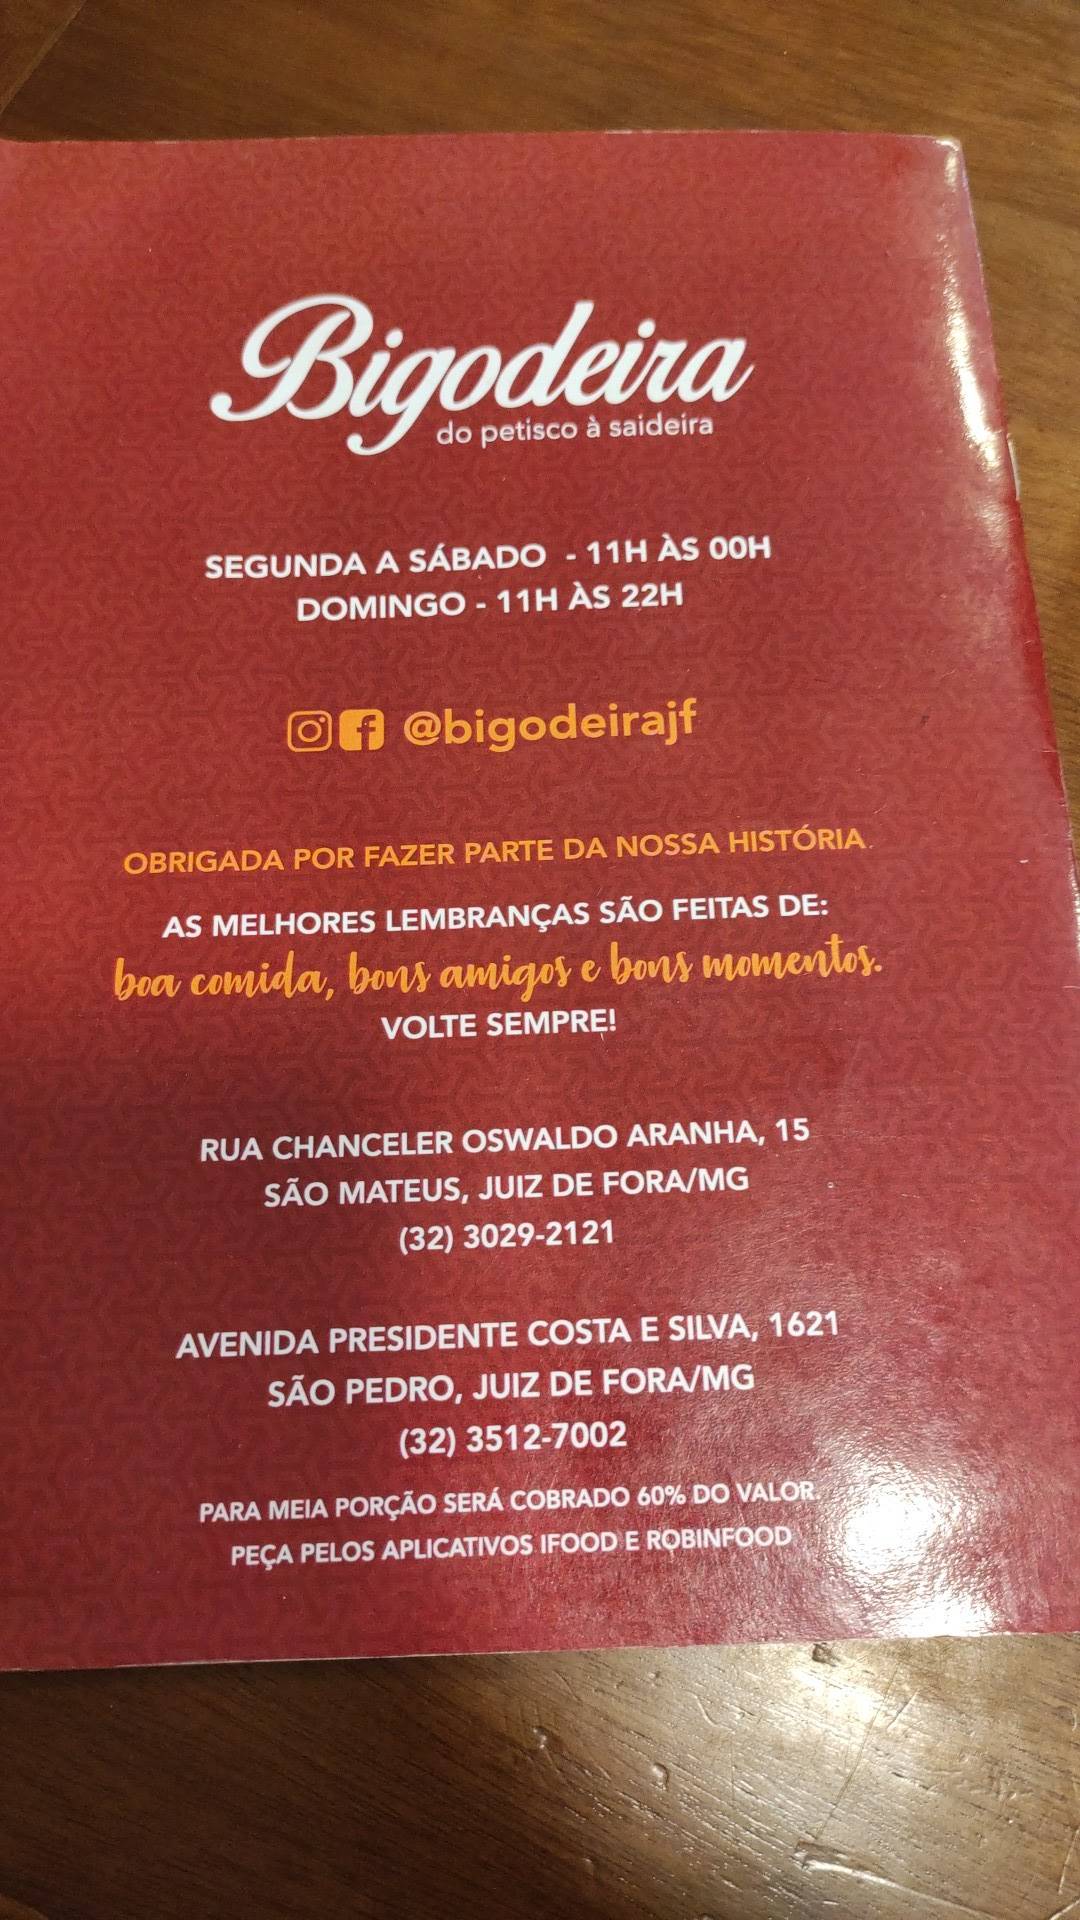 Bigodeira
do petisco à saideira
SEGUNDA A SÁBADO - 11H ÀS 00H
DOMINGO - 11H ÀS 22H
@bigodeirajf
OBRIGADA POR FAZER PARTE DA NOSSA HISTÓRIA.
AS MELHORES LEMBRANÇAS SÃO FEITAS DE:
boa comida, bons amigos e bons momentos.
VOLTE SEMPRE!
RUA CHANCELER OSWALDO ARANHA, 15
SÃO MATEUS, JUIZ DE FORA/MG
(32) 3029-2121
AVENIDA PRESIDENTE COSTA E SILVA, 1621
SÃO PEDRO, JUIZ DE FORA/MG
(32) 3512-7002
PARA MEIA PORÇÃO SERÁ COBRADO 60% DO VALOR.
PEÇA PELOS APLICATIVOS IFOOD E ROBINFOOD